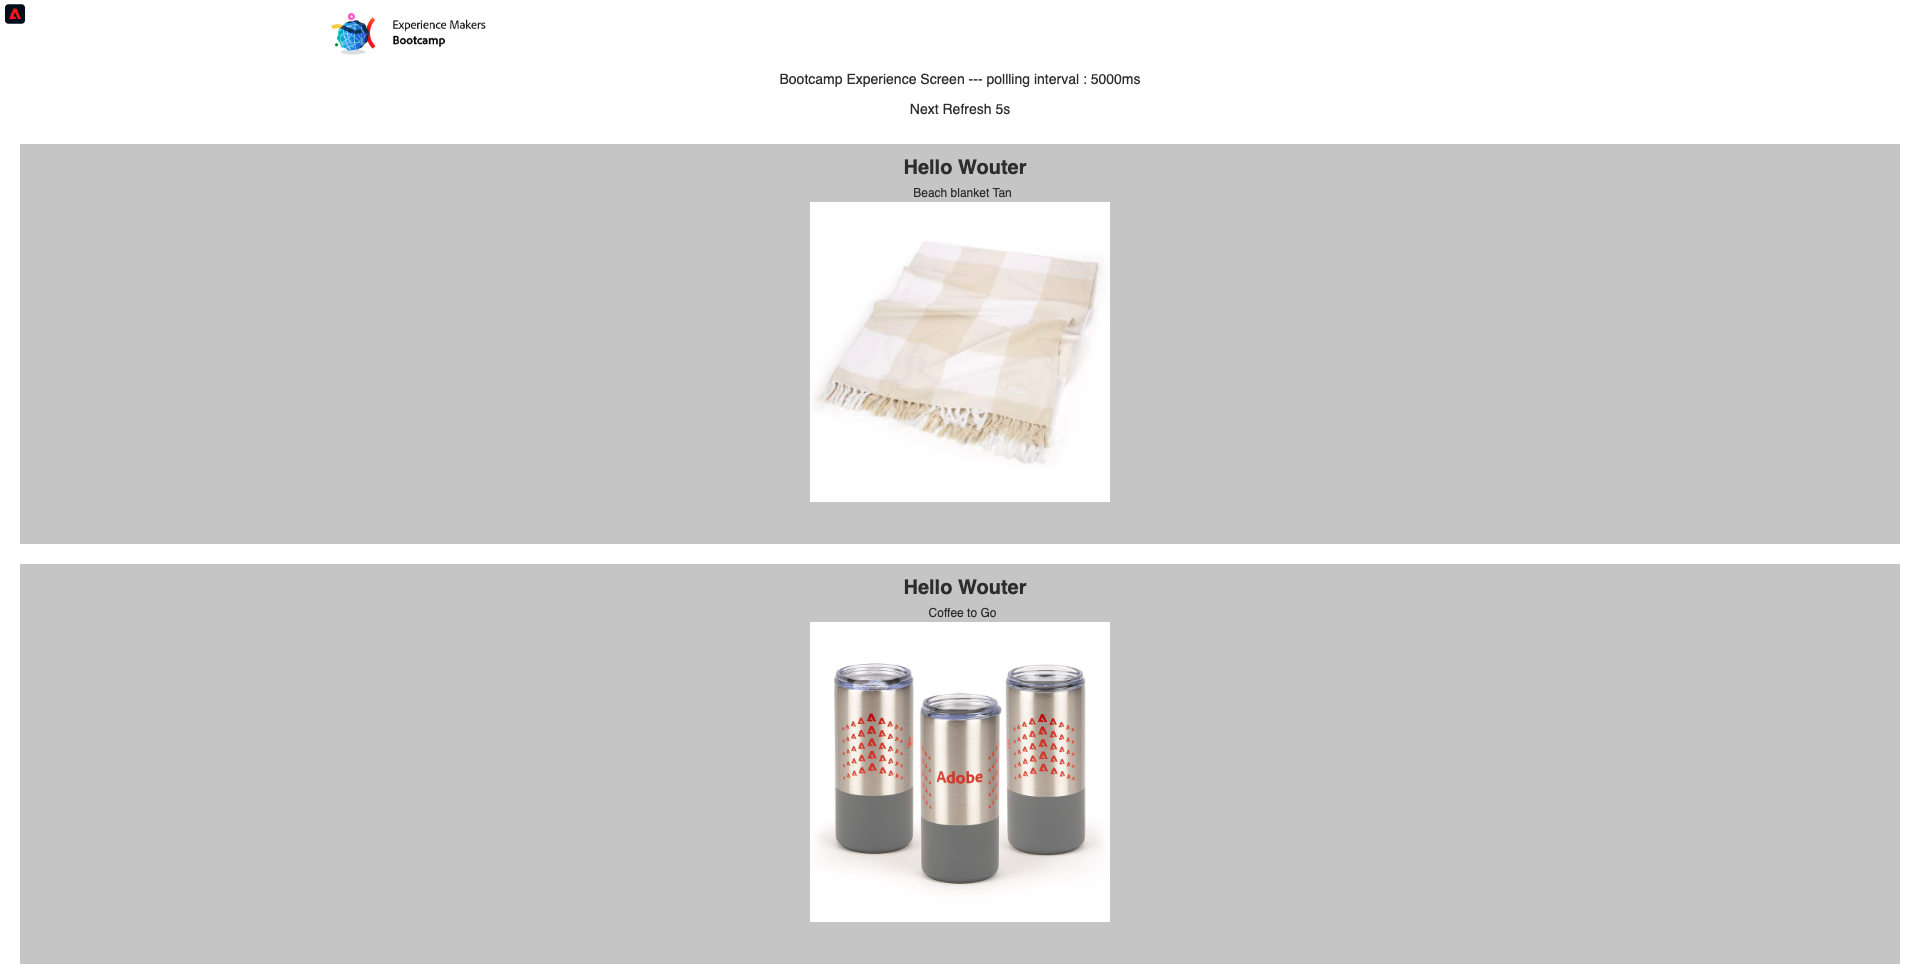 Experience Makers
Bootcamp
Bootcamp Experience Screen --- pollling interval : 5000ms
Next Refresh 5s
Hello Wouter
Beach blanket Tan
Hello Wouter
Coffee to Go
Adobe